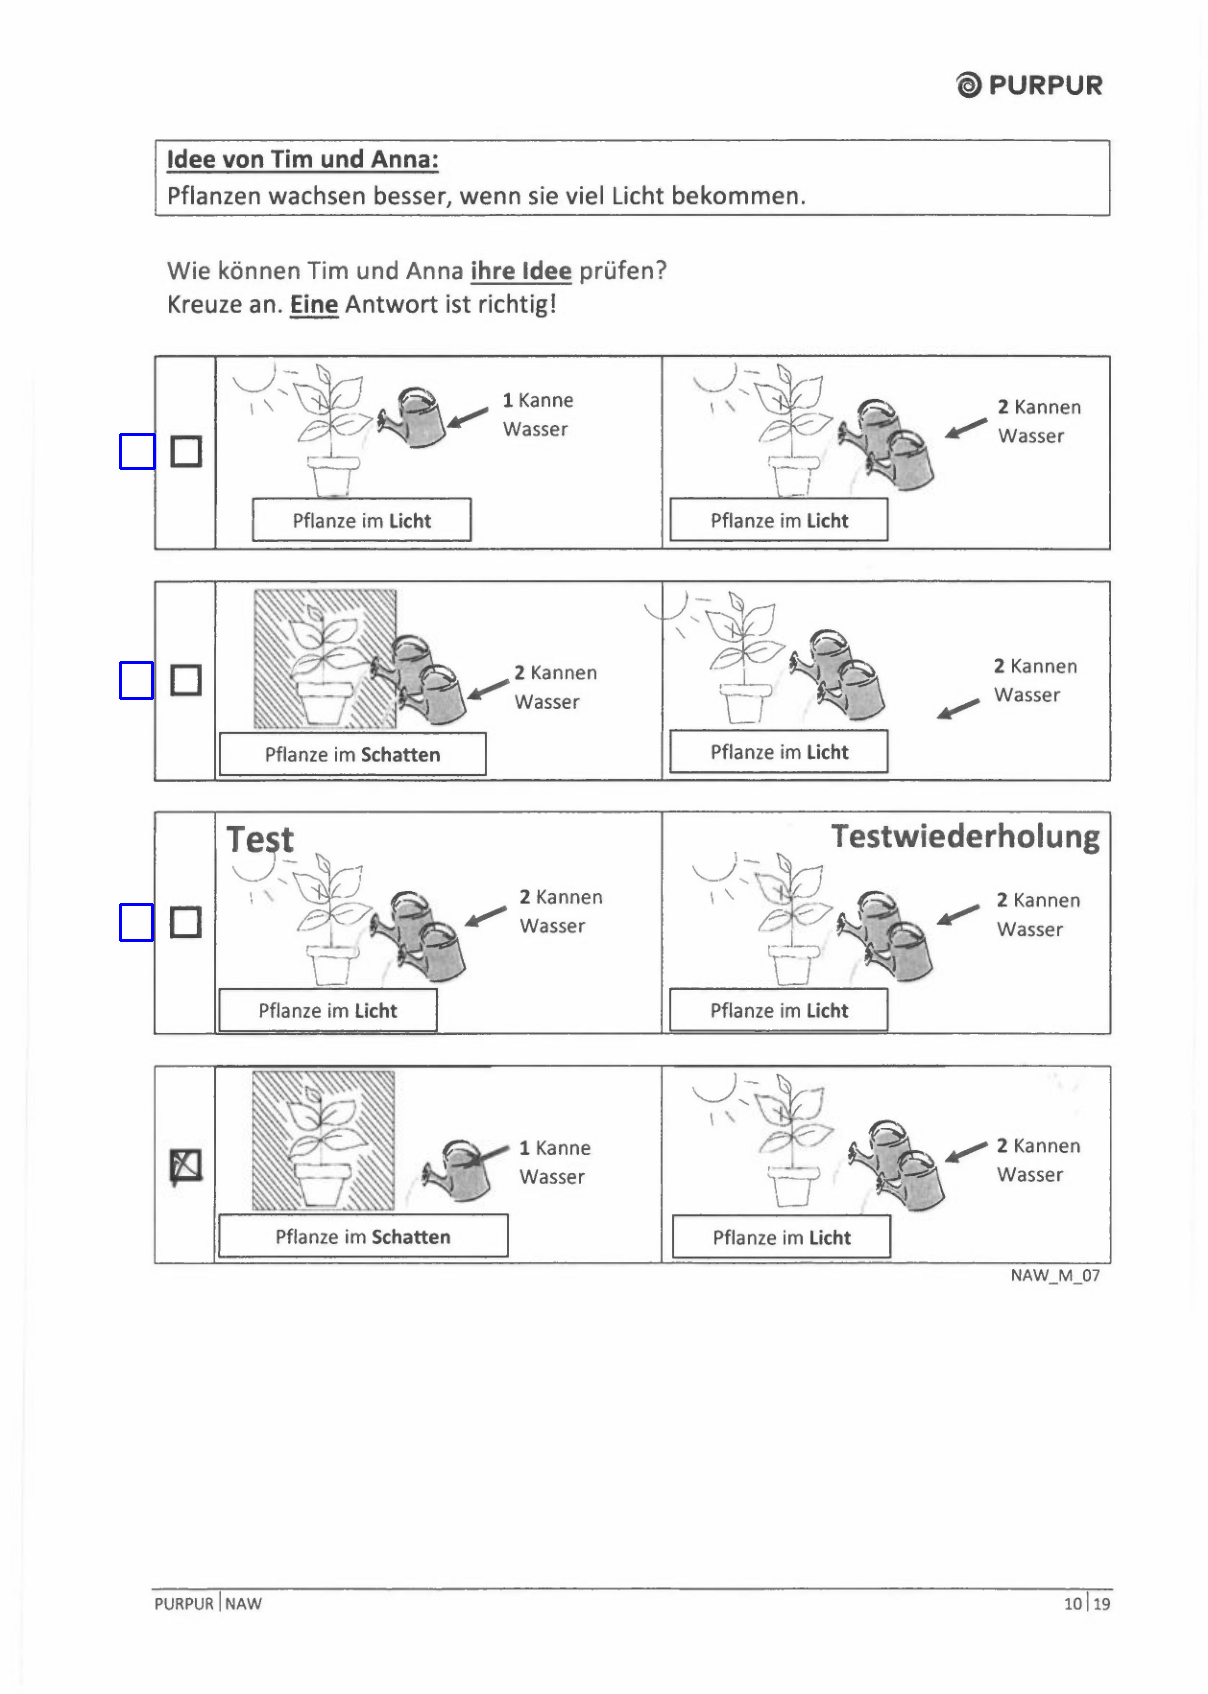 PURPUR
Idee von Tim und Anna:
Pflanzen wachsen besser, wenn sie viel Licht bekommen.
Wie können Tim und Anna ihre Idee prüfen?
Kreuze an. Eine Antwort ist richtig!
1 Kanne
Wasser
Pflanze im Licht
2 Kannen
Wasser
Pflanze im Licht
2 Kannen
Wasser
Pflanze im Schatten
2 Kannen
Wasser
Pflanze im Licht
Test
2 Kannen
Wasser
Pflanze im Licht
Testwiederholung
2 Kannen
Wasser
Pflanze im Licht
1 Kanne
Wasser
Pflanze im Schatten
2 Kannen
Wasser
Pflanze im Licht
NAW_M_07
PURPUR | NAW
10 | 19